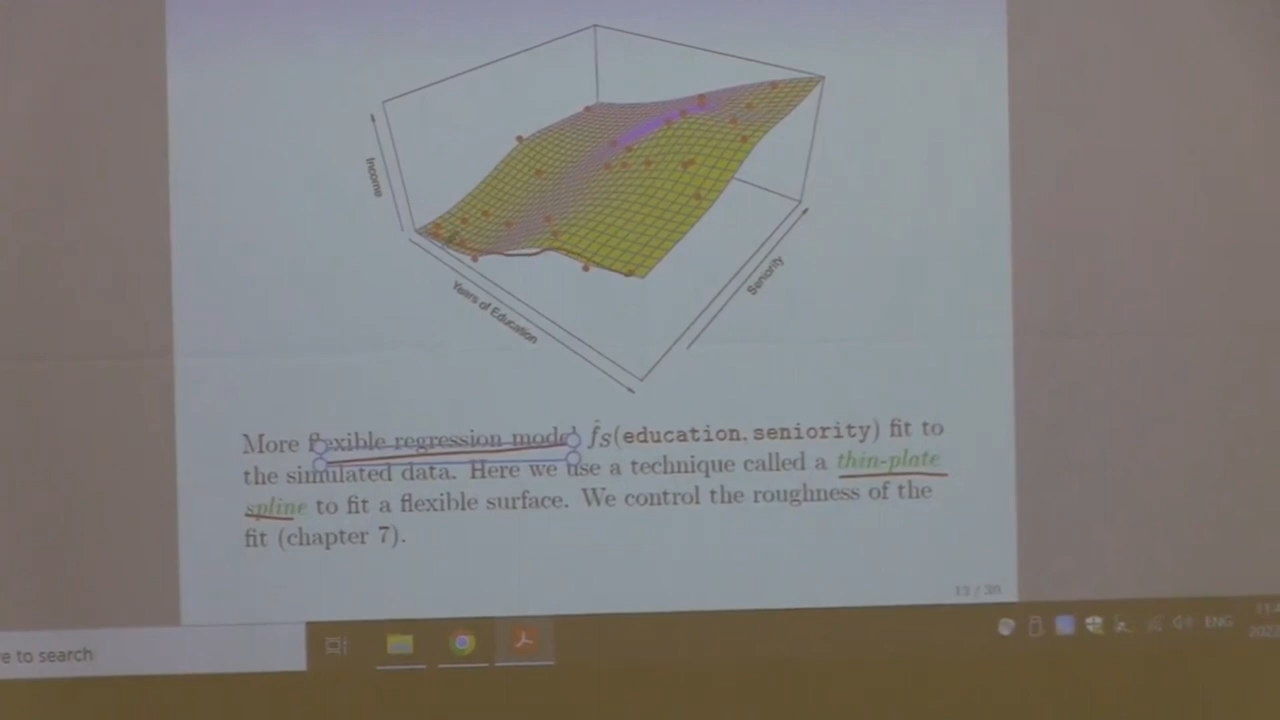 Income
Years of Education
Seniority
More flexible regression model f̂S(education, seniority) fit to
the simulated data. Here we use a technique called a thin-plate
spline to fit a flexible surface. We control the roughness of the
fit (chapter 7).
13 / 30
e to search
ENG